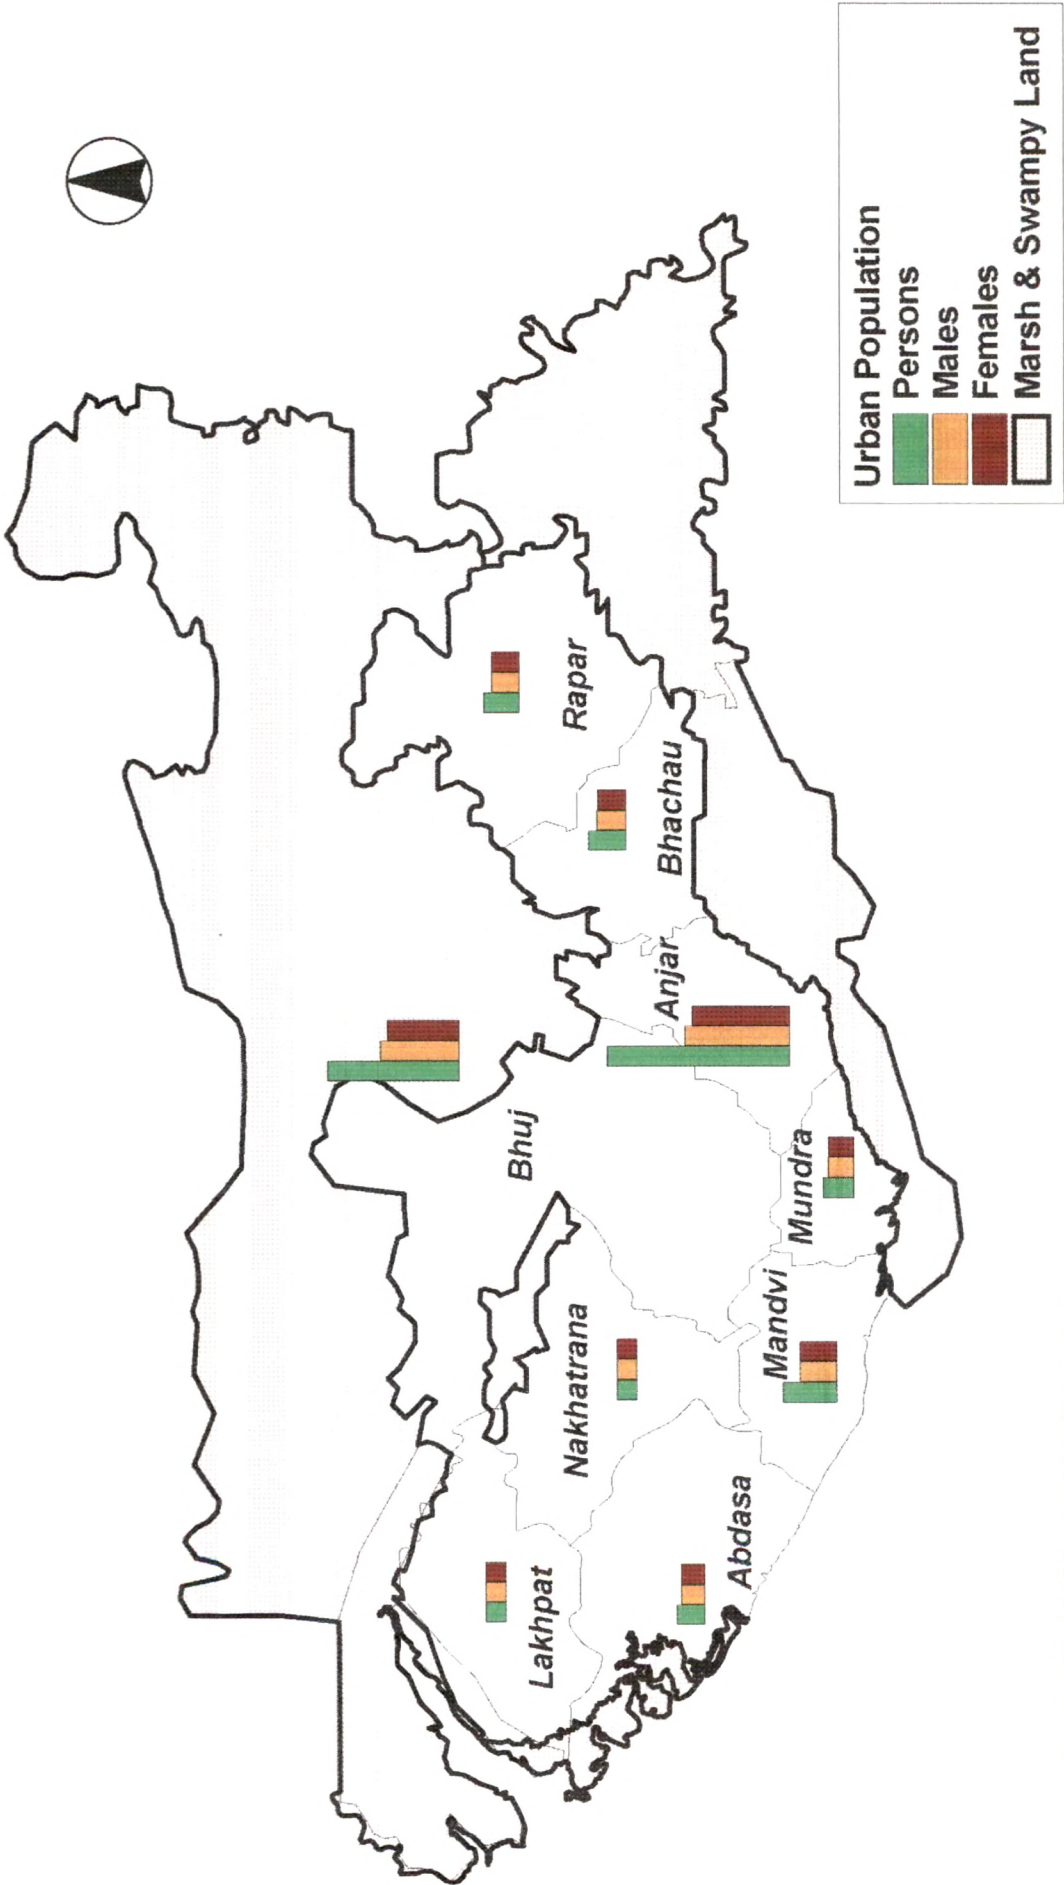 Rapar
Bhachau
Anjar
Bhuj
Mundra
Mandvi
Nakhatrana
Lakhpat
Abdasa
Urban Population
Persons
Males
Females
Marsh & Swampy Land